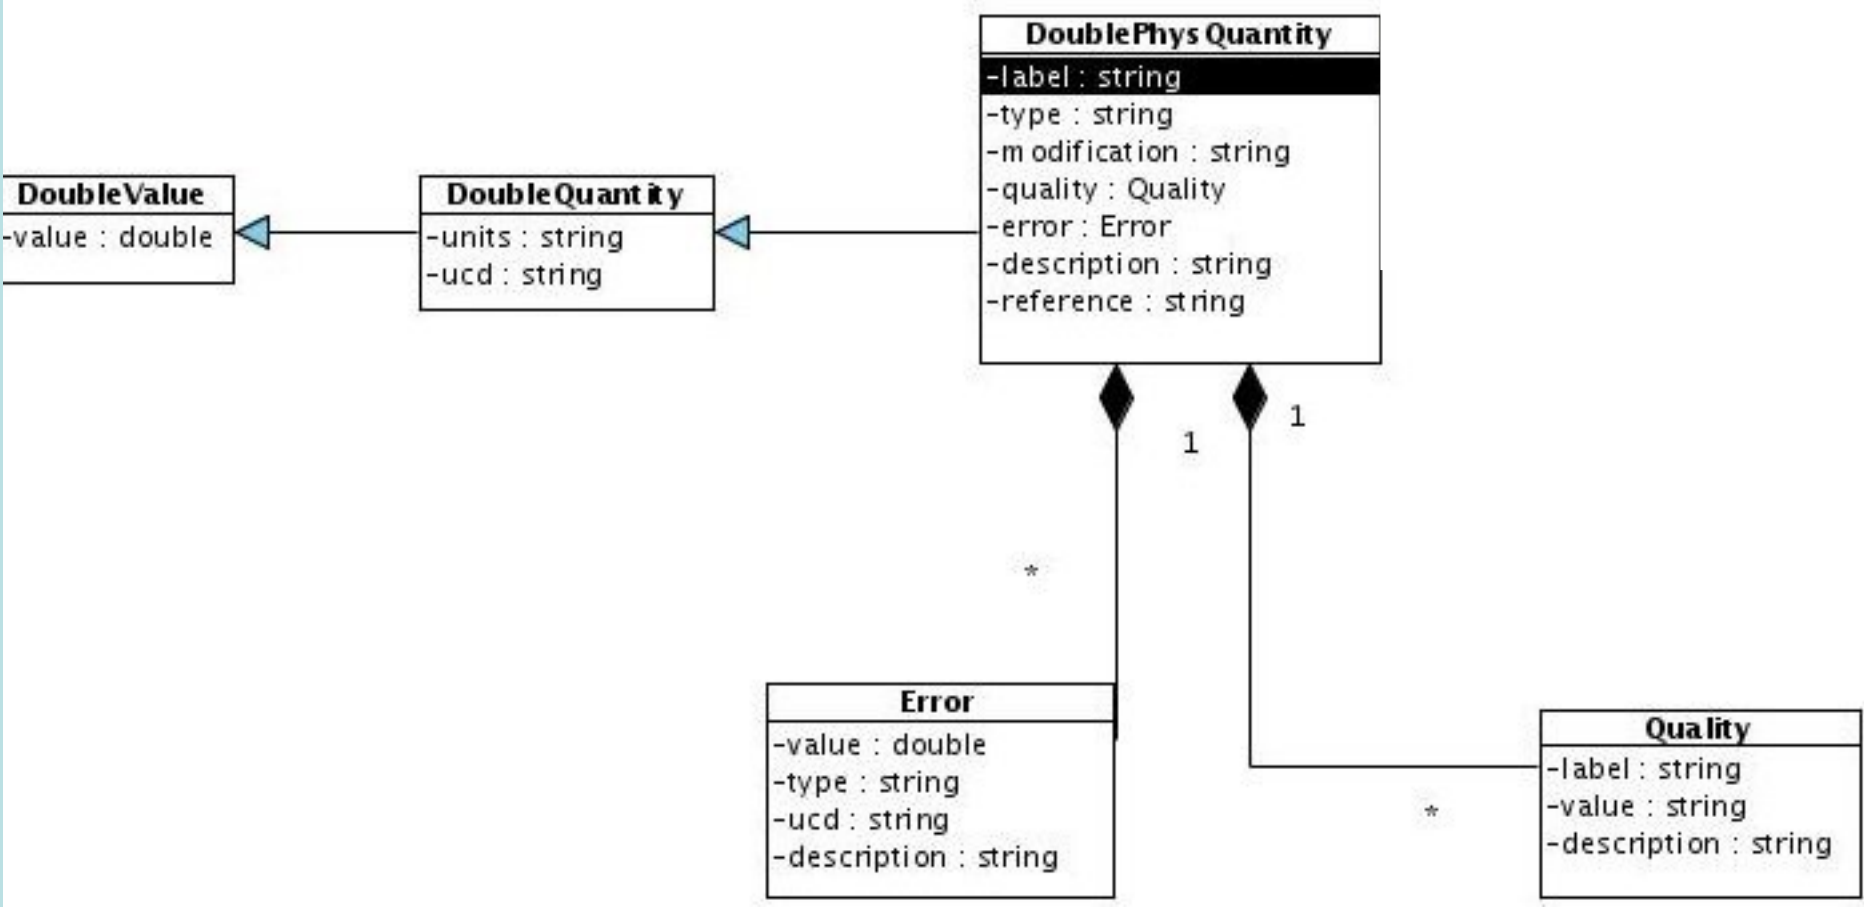 DoublePhysQuantity
-label : string
-type : string
-modification : string
-quality : Quality
-error : Error
-description : string
-reference : string
DoubleValue
-value : double
DoubleQuantity
-units : string
-ucd : string
1
1
*
Error
-value : double
-type : string
-ucd : string
-description : string
Quality
-label : string
-value : string
-description : string
*